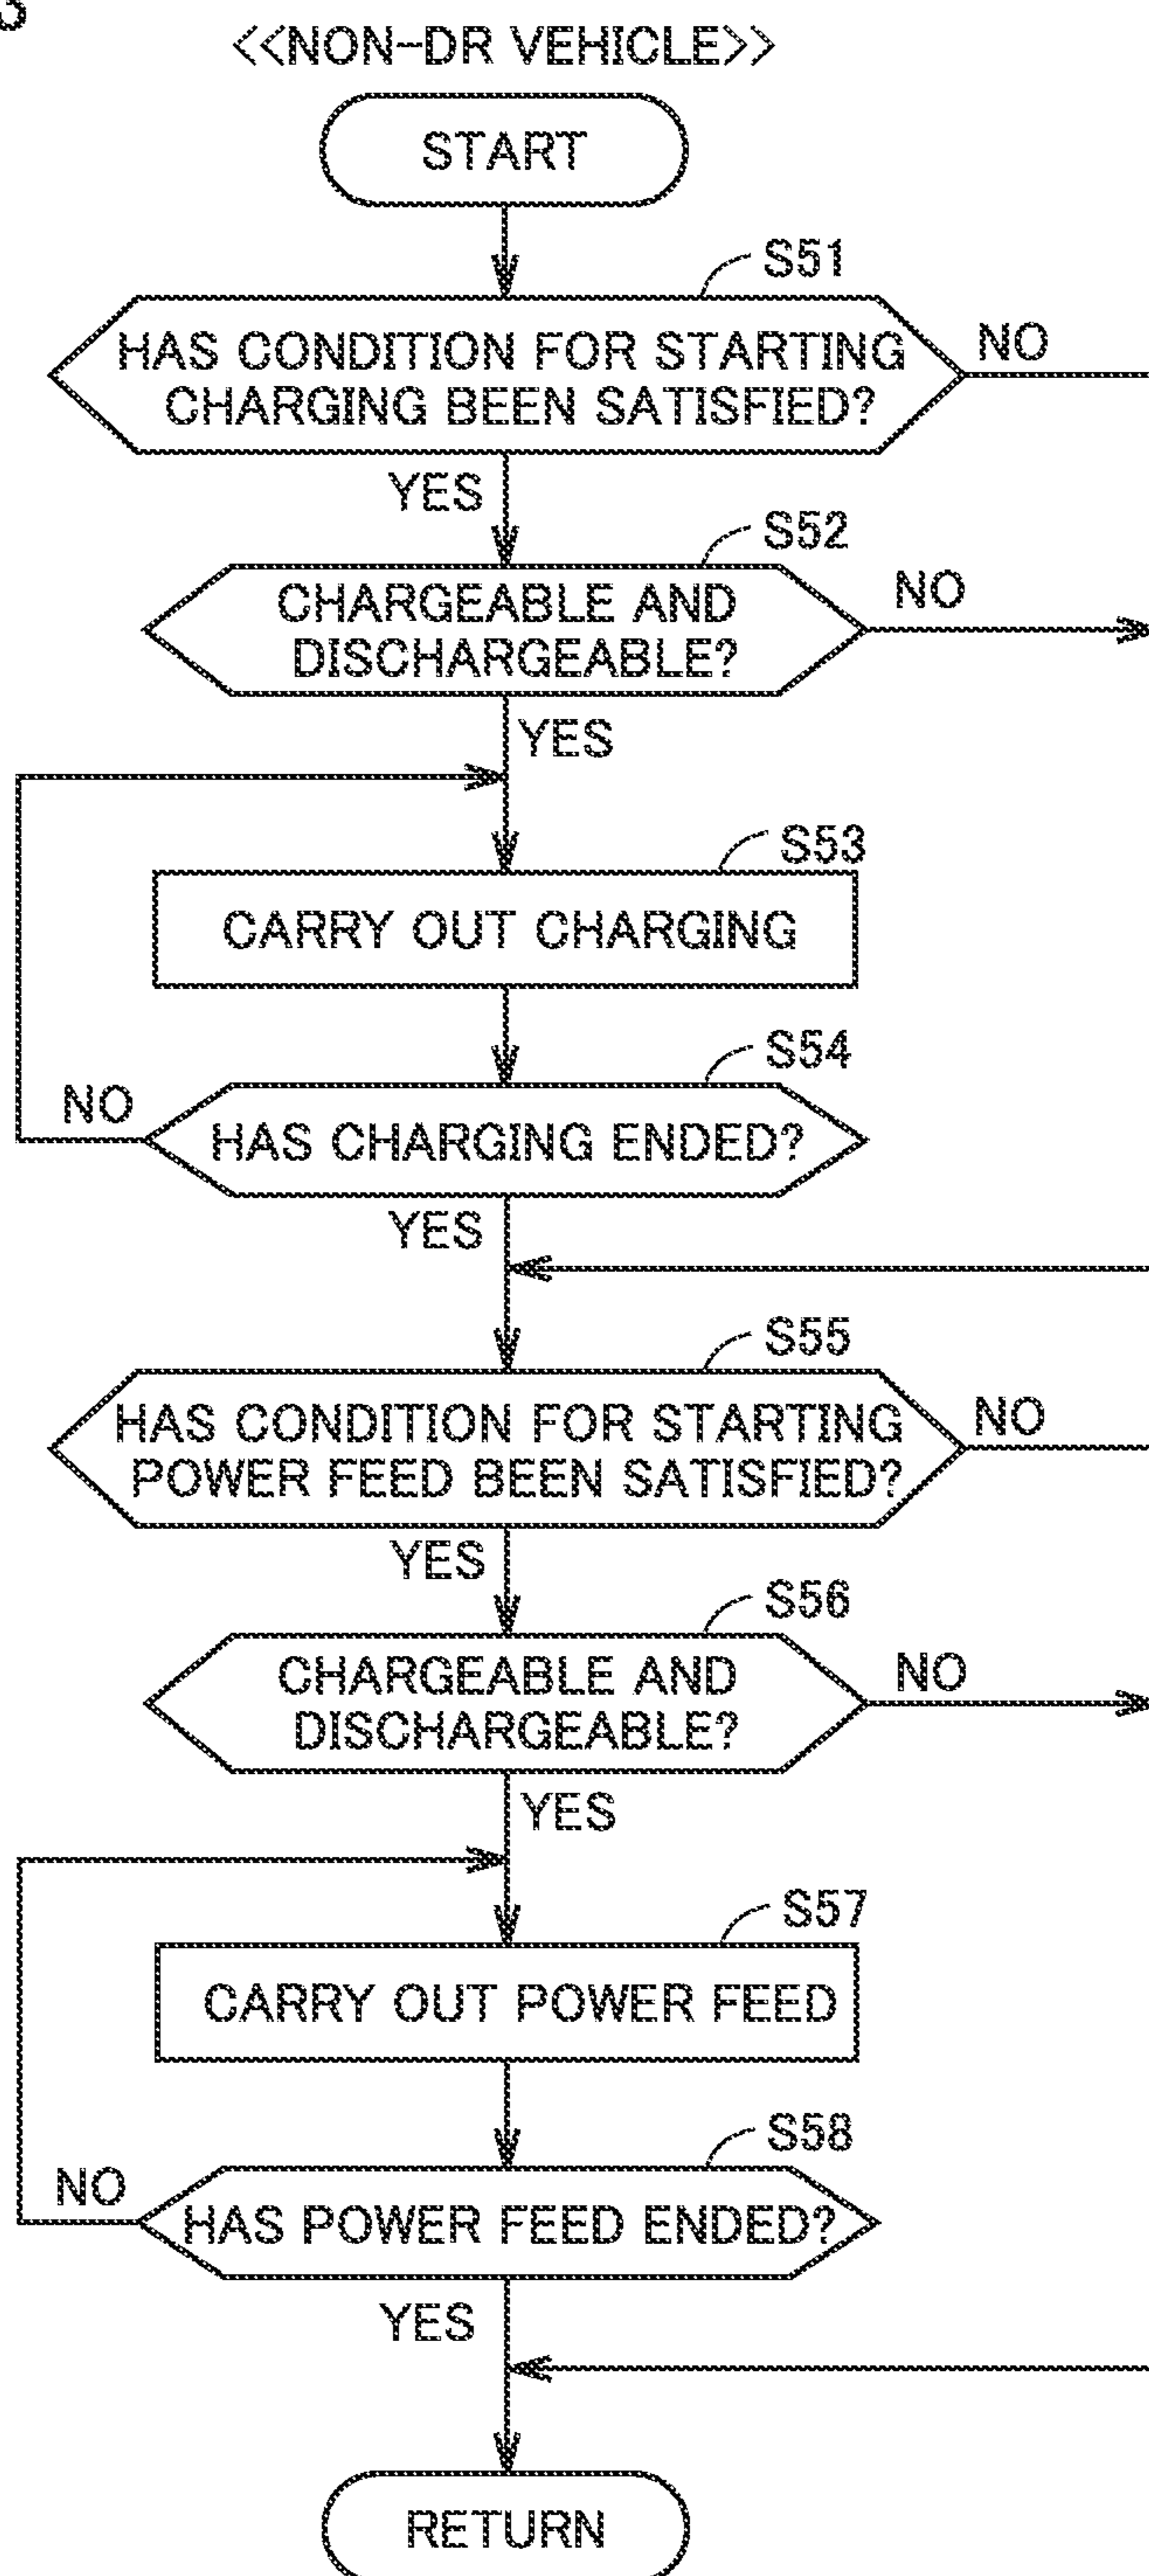 3
<<NON-DR VEHICLE>>
START
S51
HAS CONDITION FOR STARTING
CHARGING BEEN SATISFIED?
NO
YES
S52
CHARGEABLE AND
DISCHARGEABLE?
NO
YES
S53
CARRY OUT CHARGING
S54
HAS CHARGING ENDED?
NO
YES
S55
HAS CONDITION FOR STARTING
POWER FEED BEEN SATISFIED?
NO
YES
S56
CHARGEABLE AND
DISCHARGEABLE?
NO
YES
S57
CARRY OUT POWER FEED
S58
HAS POWER FEED ENDED?
NO
YES
RETURN